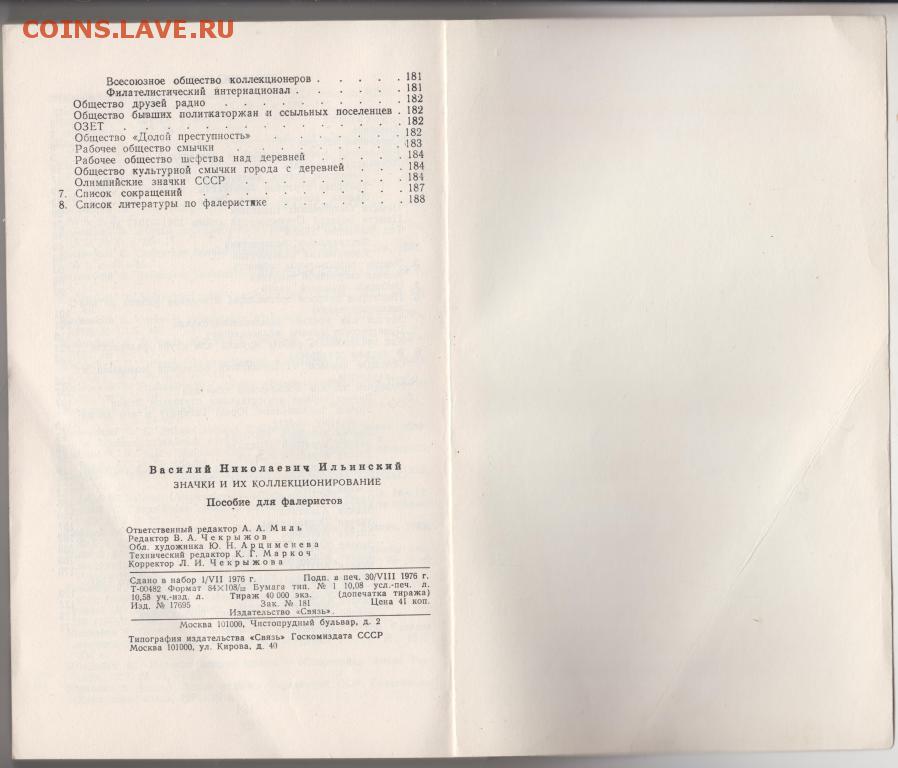 COINS.LAVE.RU
Всесоюзное общество коллекционеров . . . . . 181
Филателистический интернационал . . . . . . 181
Общество друзей радио . . . . . . . . . . 182
Общество бывших политкаторжан и ссыльных поселенцев . 182
ОЗЕТ . . . . . . . . . . . . . . . 182
Общество «Долой преступность» . . . . . . . 182
Рабочее общество смычки . . . . . . . . . 183
Рабочее общество шефства над деревней . . . . . 184
Общество культурной смычки города с деревней . . . 184
Олимпийские значки СССР . . . . . . . . . 184
7. Список сокращений . . . . . . . . . . . 187
8. Список литературы по фалеристике . . . . . . . 188
Василий Николаевич Ильинский
ЗНАЧКИ И ИХ КОЛЛЕКЦИОНИРОВАНИЕ
Пособие для фалеристов
Ответственный редактор А. А. Миль
Редактор В. А. Чекрыжов
Обл. художника Ю. Н. Арцименева
Технический редактор К. Г. Маркоч
Корректор Л. И. Чекрыжова
Сдано в набор 1/VII 1976 г. Подп. в печ. 30/VIII 1976 г.
Т-00482 Формат 84×108/32 Бумага тип. № 1 10,08 усл.-печ. л.
10,58 уч.-изд. л. Тираж 40 000 экз. (допечатка тиража)
Изд. № 17695 Зак. № 181 Цена 41 коп.
Издательство «Связь».
Москва 101000, Чистопрудный бульвар, д. 2
Типография издательства «Связь» Госкомиздата СССР
Москва 101000, ул. Кирова, д. 40